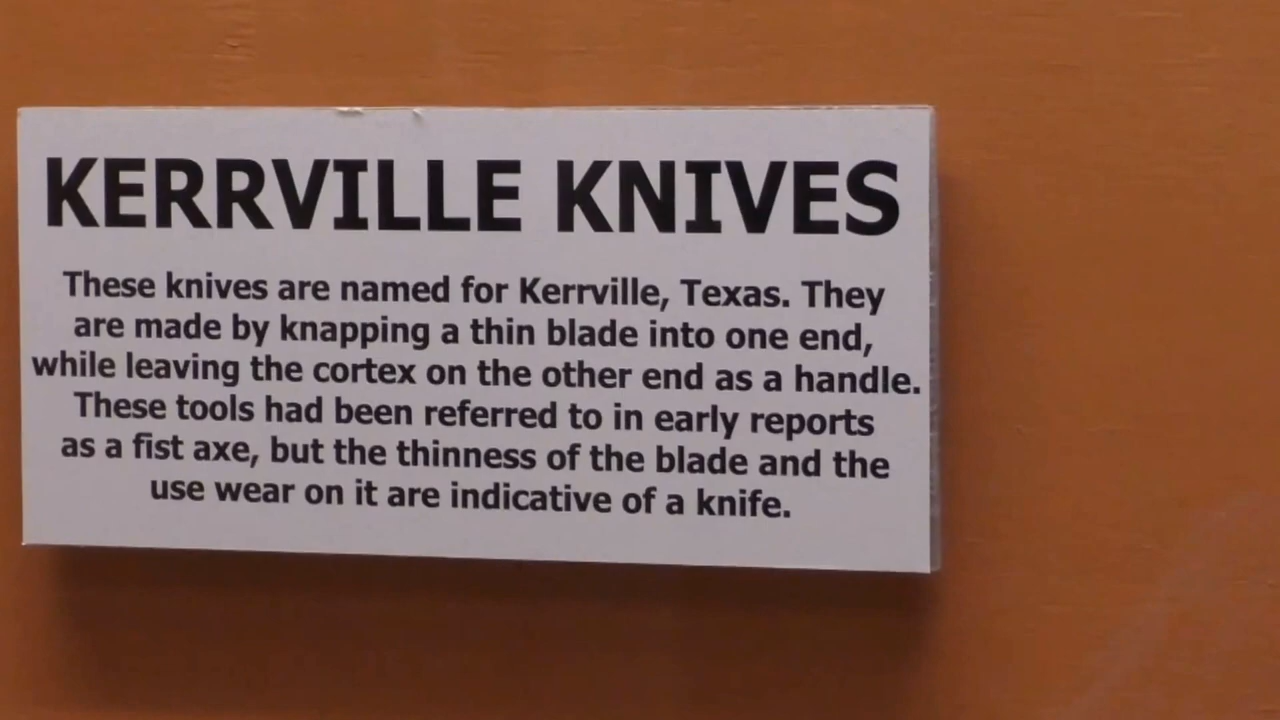 KERRVILLE KNIVES
These knives are named for Kerrville, Texas. They
are made by knapping a thin blade into one end,
while leaving the cortex on the other end as a handle.
These tools had been referred to in early reports
as a fist axe, but the thinness of the blade and the
use wear on it are indicative of a knife.